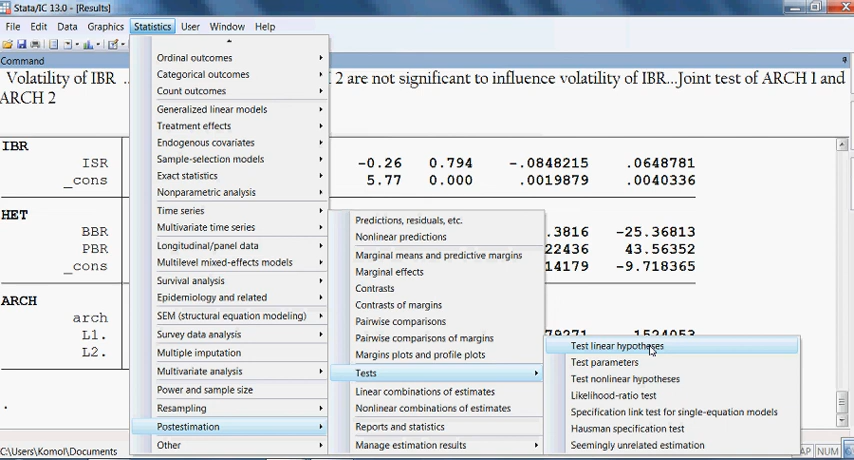 Stata/IC 13.0 - [Results]
File Edit Data Graphics Statistics User Window Help
Command
Volatility of IBR .. 2 are not significant to influence volatility of IBR...Joint test of ARCH 1 and
ARCH 2
IBR
ISR -0.26 0.794 -.0848215 .0648781
_cons 5.77 0.000 .0019879 .0040336
HET
BBR .3816 -25.36813
PBR 22436 43.56352
_cons 14179 -9.718365
ARCH
arch
L1. 79271 .1524053
L2.
.
Ordinal outcomes
Categorical outcomes
Count outcomes
Generalized linear models
Treatment effects
Endogenous covariates
Sample-selection models
Exact statistics
Nonparametric analysis
Time series
Multivariate time series
Longitudinal/panel data
Multilevel mixed-effects models
Survival analysis
Epidemiology and related
SEM (structural equation modeling)
Survey data analysis
Multiple imputation
Multivariate analysis
Power and sample size
Resampling
Postestimation
Other
Predictions, residuals, etc.
Nonlinear predictions
Marginal means and predictive margins
Marginal effects
Contrasts
Contrasts of margins
Pairwise comparisons
Pairwise comparisons of margins
Margins plots and profile plots
Tests
Linear combinations of estimates
Nonlinear combinations of estimates
Reports and statistics
Manage estimation results
Test linear hypotheses
Test parameters
Test nonlinear hypotheses
Likelihood-ratio test
Specification link test for single-equation models
Hausman specification test
Seemingly unrelated estimation
C:\Users\Komol\Documents
AP NUM